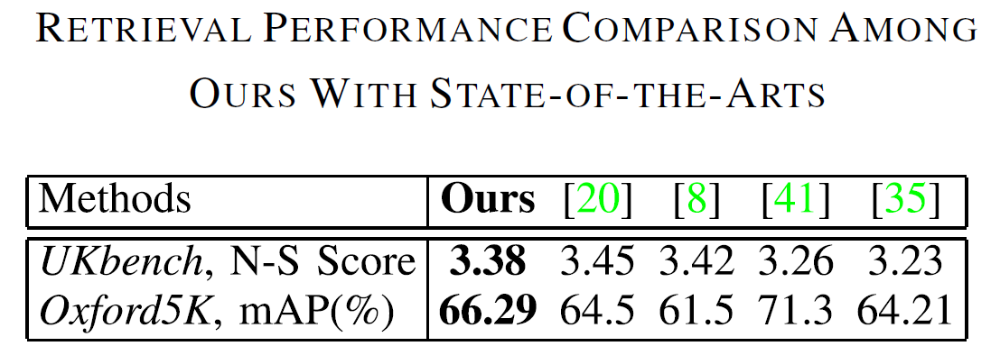 RETRIEVAL PERFORMANCE COMPARISON AMONG
OURS WITH STATE-OF-THE-ARTS
Methods Ours [20] [8] [41] [35]
UKbench, N-S Score 3.38 3.45 3.42 3.26 3.23
Oxford5K, mAP(%) 66.29 64.5 61.5 71.3 64.21